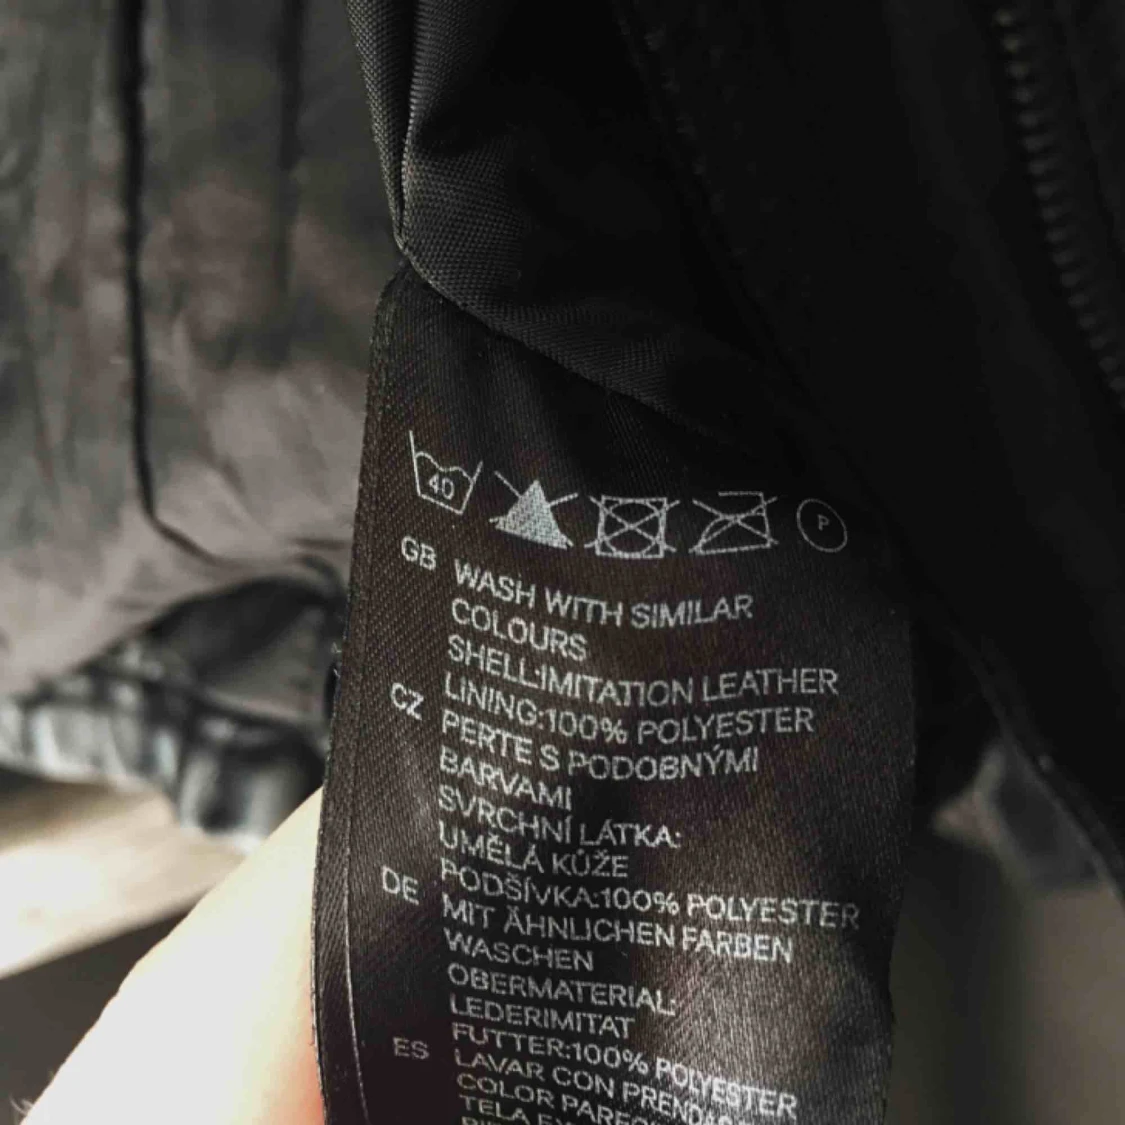 40
P
GB WASH WITH SIMILAR
COLOURS
SHELL:IMITATION LEATHER
LINING:100% POLYESTER
CZ PERTE S PODOBNÝMI
BARVAMI
SVRCHNÍ LÁTKA:
UMĚLÁ KŮŽE
PODŠÍVKA:100% POLYESTER
DE MIT ÄHNLICHEN FARBEN
WASCHEN
OBERMATERIAL:
LEDERIMITAT
FUTTER:100% POLYESTER
ES LAVAR CON PRENDAS
COLOR
TELA